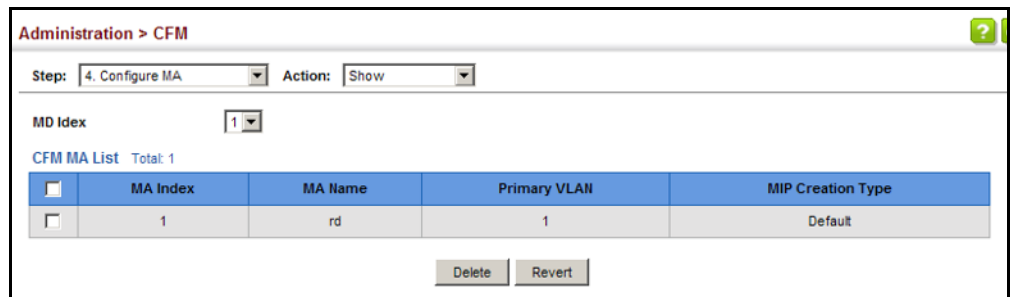 Administration > CFM
?
Step: 4. Configure MA Action: Show
MD Idex 1
CFM MA List Total: 1
MA Index MA Name Primary VLAN MIP Creation Type
1 rd 1 Default
Delete Revert